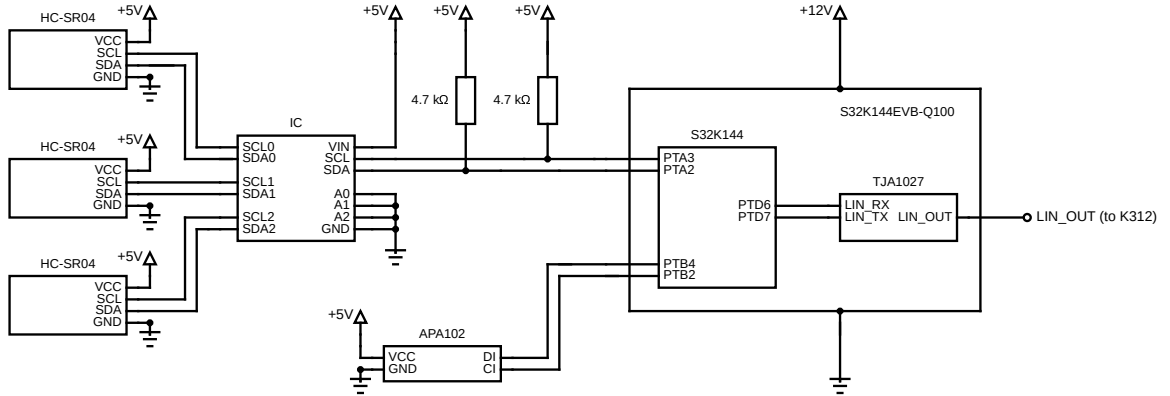 HC-SR04
+5V
VCC
SCL
SDA
GND
HC-SR04
+5V
VCC
SCL
SDA
GND
HC-SR04
+5V
VCC
SCL
SDA
GND
IC
SCL0
SDA0
SCL1
SDA1
SCL2
SDA2
VIN
SCL
SDA
A0
A1
A2
GND
+5V
+5V
+5V
4.7 kΩ
4.7 kΩ
+5V
APA102
VCC
GND
DI
CI
+12V
S32K144EVB-Q100
S32K144
PTA3
PTA2
PTD6
PTD7
PTB4
PTB2
TJA1027
LIN_RX
LIN_TX
LIN_OUT
LIN_OUT (to K312)